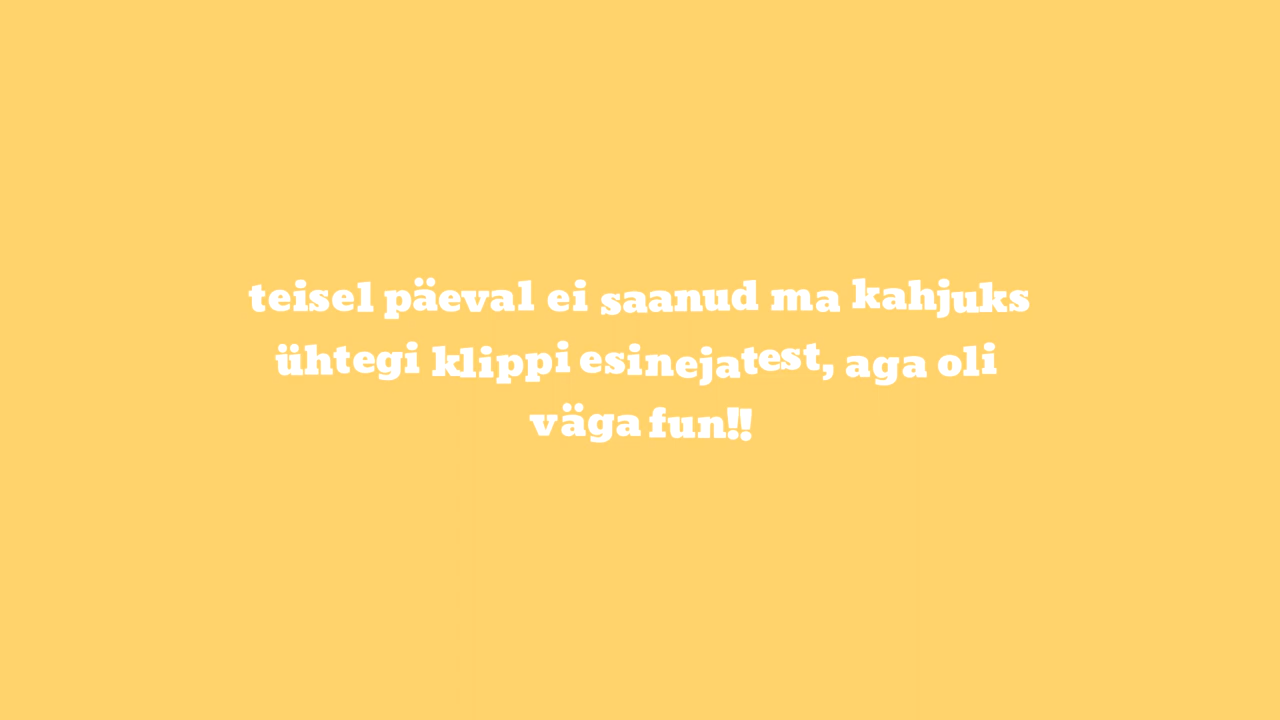 teisel päeval ei saanud ma kahjuks
ühtegi klippi esinejatest, aga oli
väga fun!!